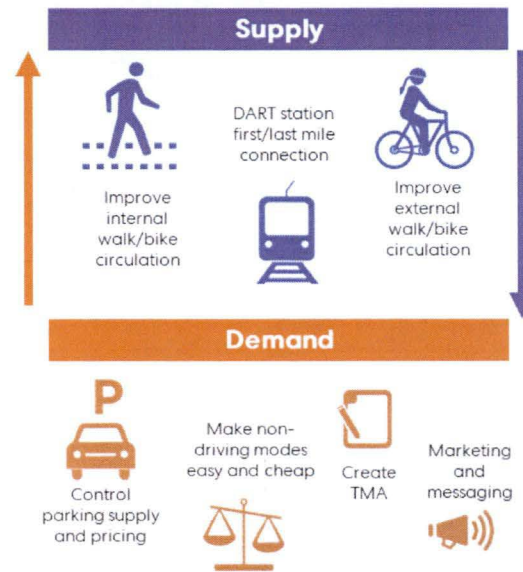 Supply
Improve
internal
walk/bike
circulation
DART station
first/last mile
connection
Improve
external
walk/bike
circulation
Demand
P
Control
parking supply
and pricing
Make non-
driving modes
easy and cheap
Create
TMA
Marketing
and
messaging